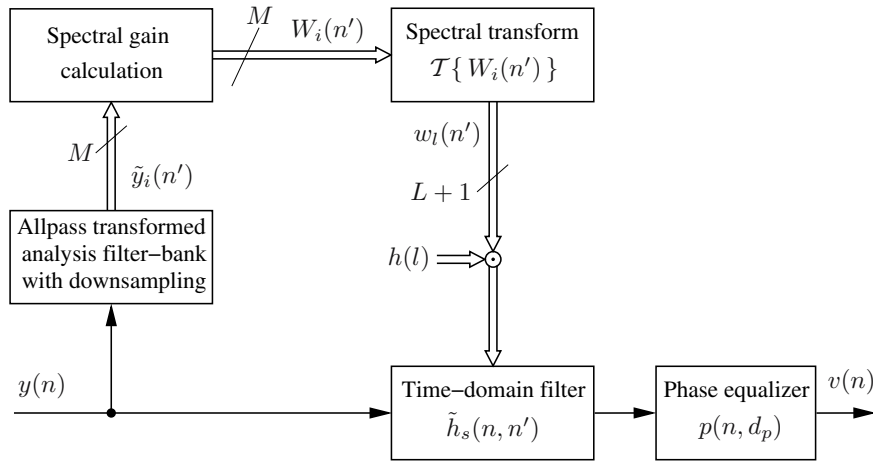 Spectral gain
calculation
M
W_i(n′)
Spectral transform
𝒯{ W_i(n′) }
M
ỹ_i(n′)
w_l(n′)
L + 1
Allpass transformed
analysis filter−bank
with downsampling
h(l)
y(n)
Time−domain filter
h̃_s(n, n′)
Phase equalizer
p(n, d_p)
v(n)